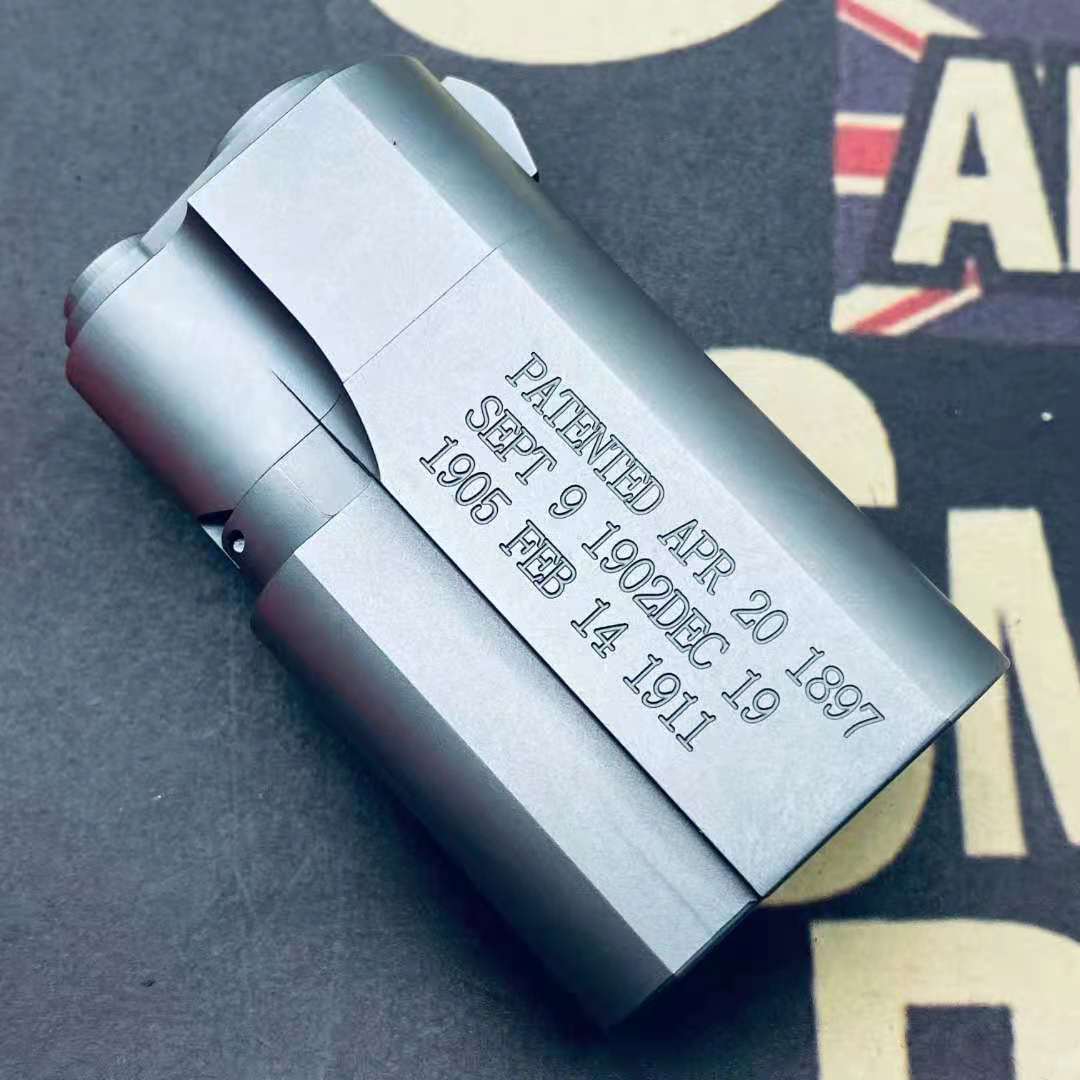 PATENTED APR 20 1897
SEPT 9 1902DEC 19
1905 FEB 14 1911